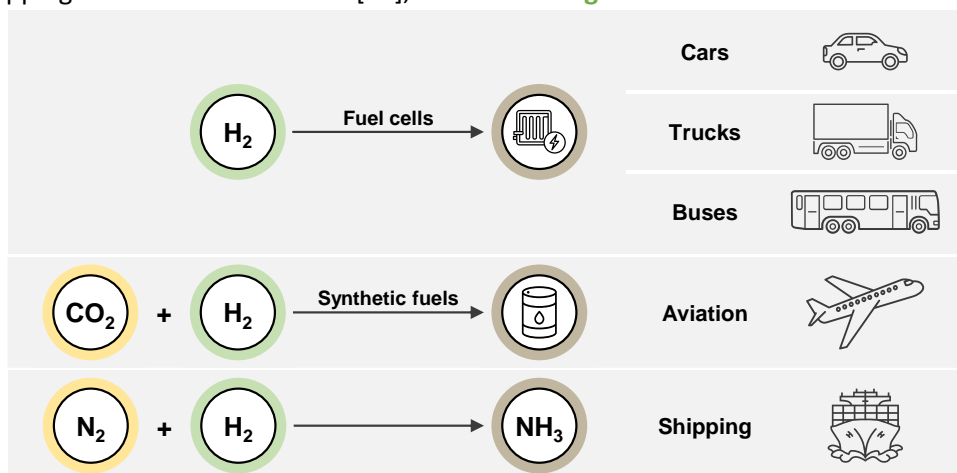 Cars
H₂ Fuel cells
Trucks
Buses
CO₂ + H₂ Synthetic fuels Aviation
N₂ + H₂ NH₃ Shipping